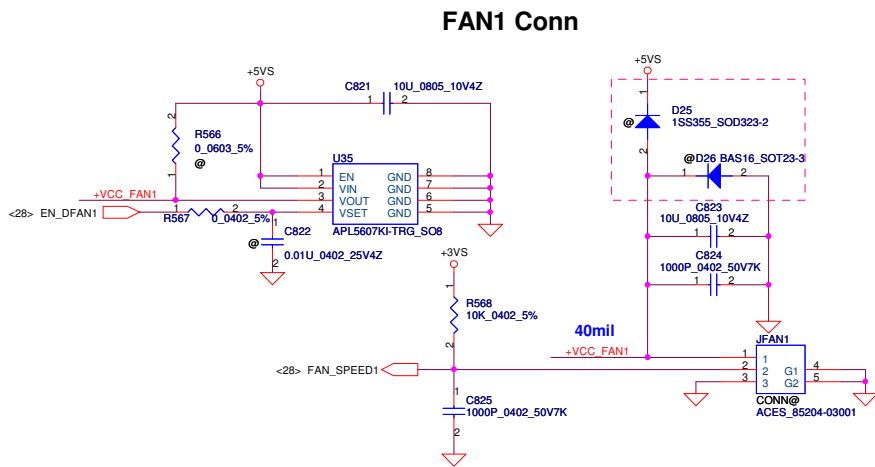 FAN1 Conn
+5VS
C821
10U_0805_10V4Z
1
2
2
R566
0_0603_5%
@
1
+VCC_FAN1
<28> EN_DFAN1
1
2
R567
0_0402_5%
U35
1
2
3
4
EN
VIN
VOUT
VSET
GND
GND
GND
GND
8
7
6
5
APL5607KI-TRG_SO8
1
C822
@
0.01U_0402_25V4Z
2
+3VS
1
R568
10K_0402_5%
2
<28> FAN_SPEED1
1
C825
1000P_0402_50V7K
2
+5VS
1
D25
@
1SS355_SOD323-2
2
@D26 BAS16_SOT23-3
1
2
C823
10U_0805_10V4Z
1
2
C824
1000P_0402_50V7K
1
2
40mil
+VCC_FAN1
JFAN1
1
2
3
1
2
3
G1
G2
4
5
CONN@
ACES_85204-03001